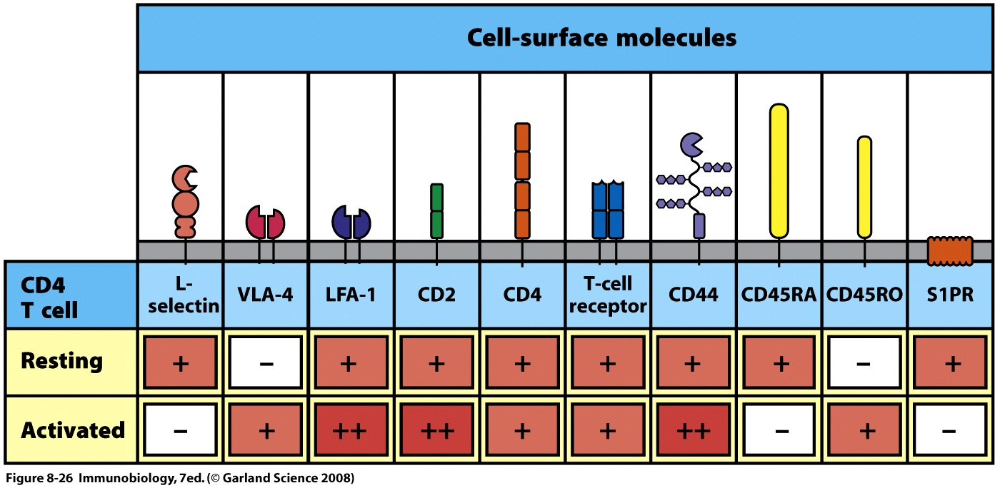 Cell-surface molecules
CD4
T cell
L-
selectin
VLA-4
LFA-1
CD2
CD4
T-cell
receptor
CD44
CD45RA
CD45RO
S1PR
Resting
+ – + + + + + + – +
Activated
– + ++ ++ + + ++ – + –
Figure 8-26 Immunobiology, 7ed. (© Garland Science 2008)